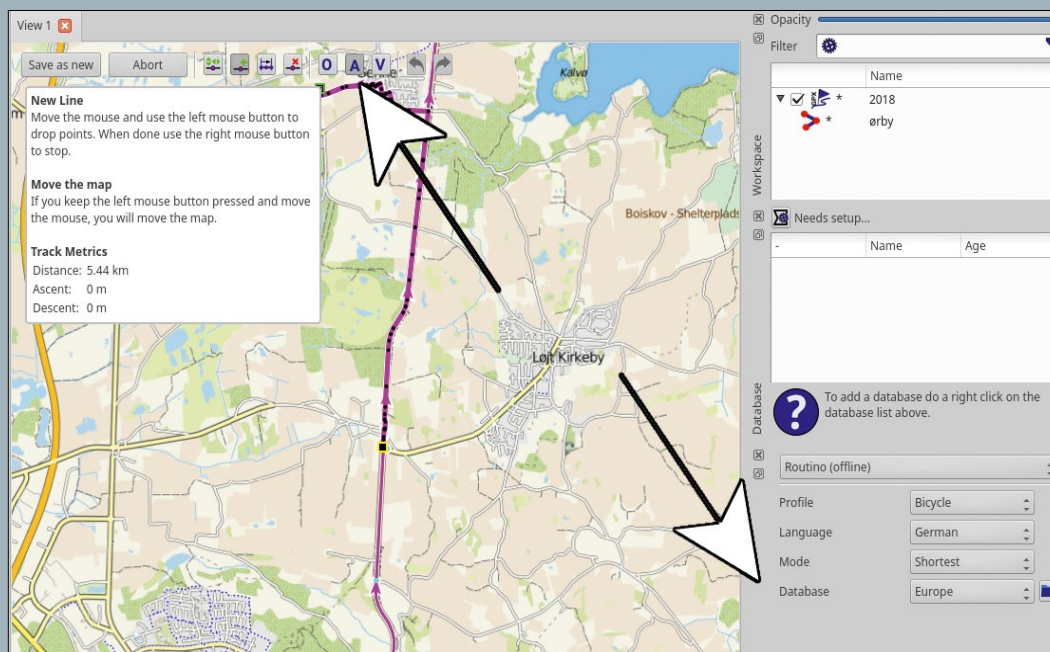 View 1
Save as new
Abort
O
A
V
New Line
Move the mouse and use the left mouse button to
drop points. When done use the right mouse button
to stop.
Move the map
If you keep the left mouse button pressed and move
the mouse, you will move the map.
Track Metrics
Distance: 5.44 km
Ascent: 0 m
Descent: 0 m
Kalvø
Boiskov - Shelterplads
Løjt Kirkeby
Opacity
Filter
Name
2018
*
ørby
*
Workspace
Needs setup...
- Name Age
Database
To add a database do a right click on the
database list above.
Routino (offline)
Profile Bicycle
Language German
Mode Shortest
Database Europe